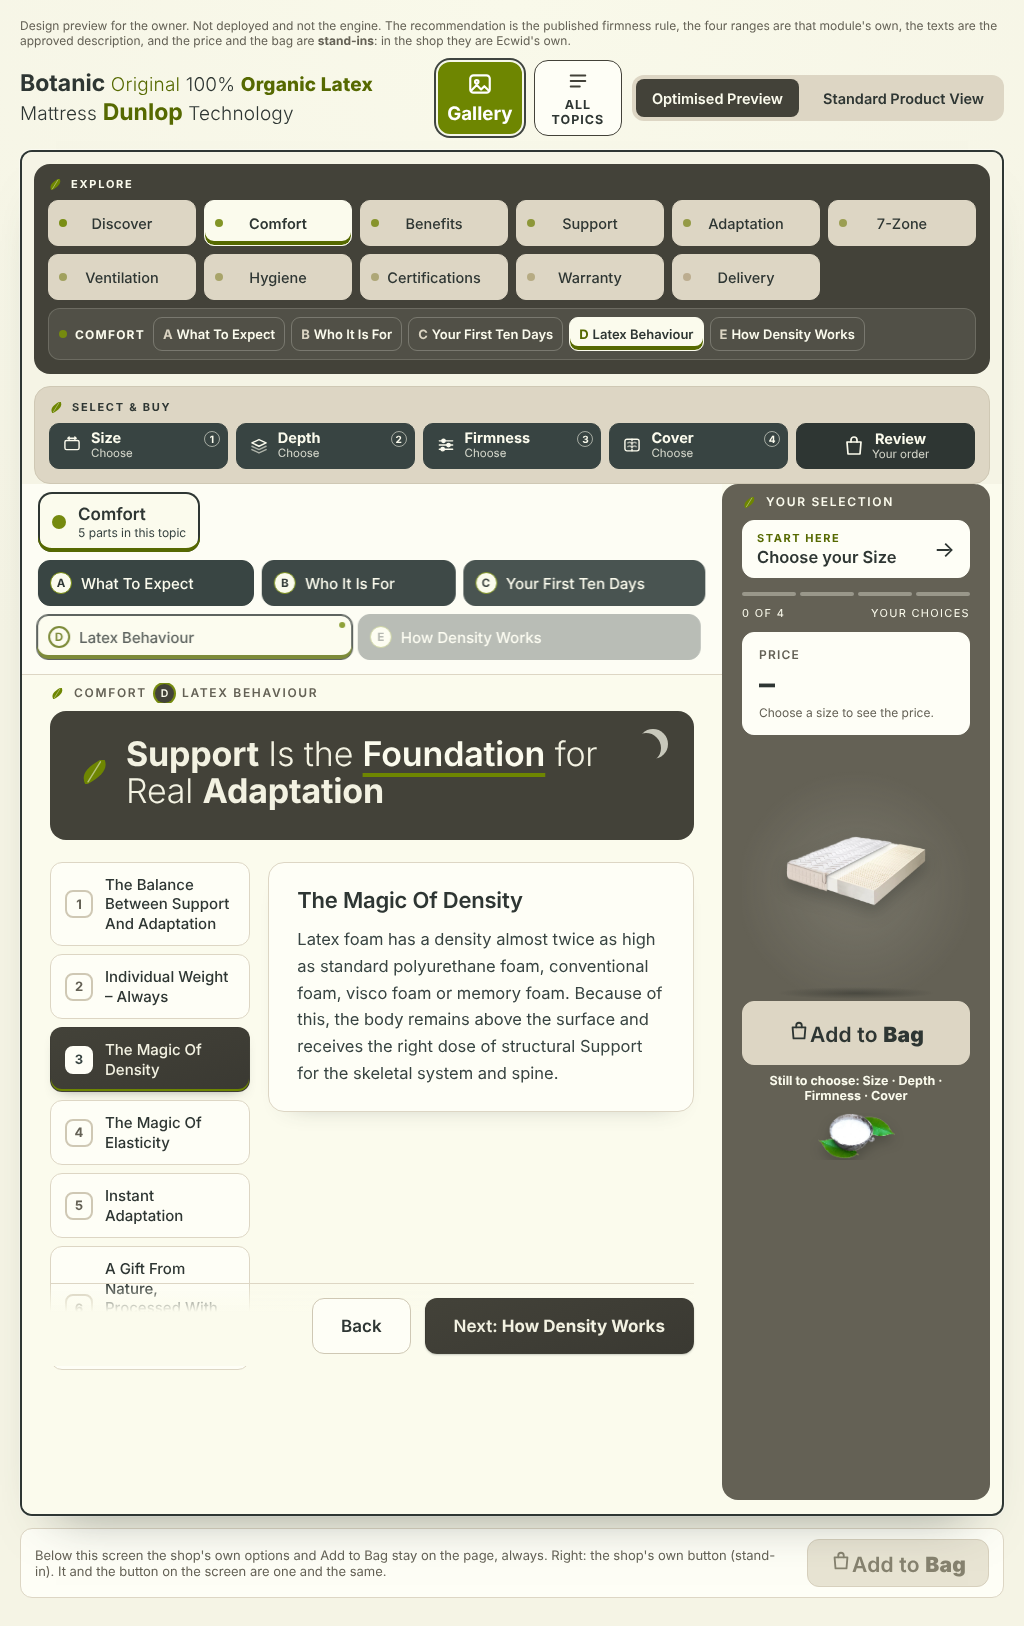 Design preview for the owner. Not deployed and not the engine. The recommendation is the published firmness rule, the four ranges are that module's own, the texts are the
approved description, and the price and the bag are stand-ins: in the shop they are Ecwid's own.
Botanic Original 100% Organic Latex
Mattress Dunlop Technology
Gallery
ALL
TOPICS
Optimised Preview
Standard Product View
EXPLORE
Discover
Comfort
Benefits
Support
Adaptation
7-Zone
Ventilation
Hygiene
Certifications
Warranty
Delivery
COMFORT
A What To Expect
B Who It Is For
C Your First Ten Days
D Latex Behaviour
E How Density Works
SELECT & BUY
Size
Choose
1
Depth
Choose
2
Firmness
Choose
3
Cover
Choose
4
Review
Your order
Comfort
5 parts in this topic
A What To Expect
B Who It Is For
C Your First Ten Days
D Latex Behaviour
E How Density Works
COMFORT D LATEX BEHAVIOUR
Support Is the Foundation for
Real Adaptation
1
The Balance
Between Support
And Adaptation
2
Individual Weight
– Always
3
The Magic Of
Density
4
The Magic Of
Elasticity
5
Instant
Adaptation
6
A Gift From
Nature,
Processed With
The Magic Of Density
Latex foam has a density almost twice as high
as standard polyurethane foam, conventional
foam, visco foam or memory foam. Because of
this, the body remains above the surface and
receives the right dose of structural Support
for the skeletal system and spine.
Back
Next: How Density Works
YOUR SELECTION
START HERE
Choose your Size
0 OF 4
YOUR CHOICES
PRICE
–
Choose a size to see the price.
Add to Bag
Still to choose: Size · Depth ·
Firmness · Cover
Below this screen the shop's own options and Add to Bag stay on the page, always. Right: the shop's own button (stand-
in). It and the button on the screen are one and the same.
Add to Bag